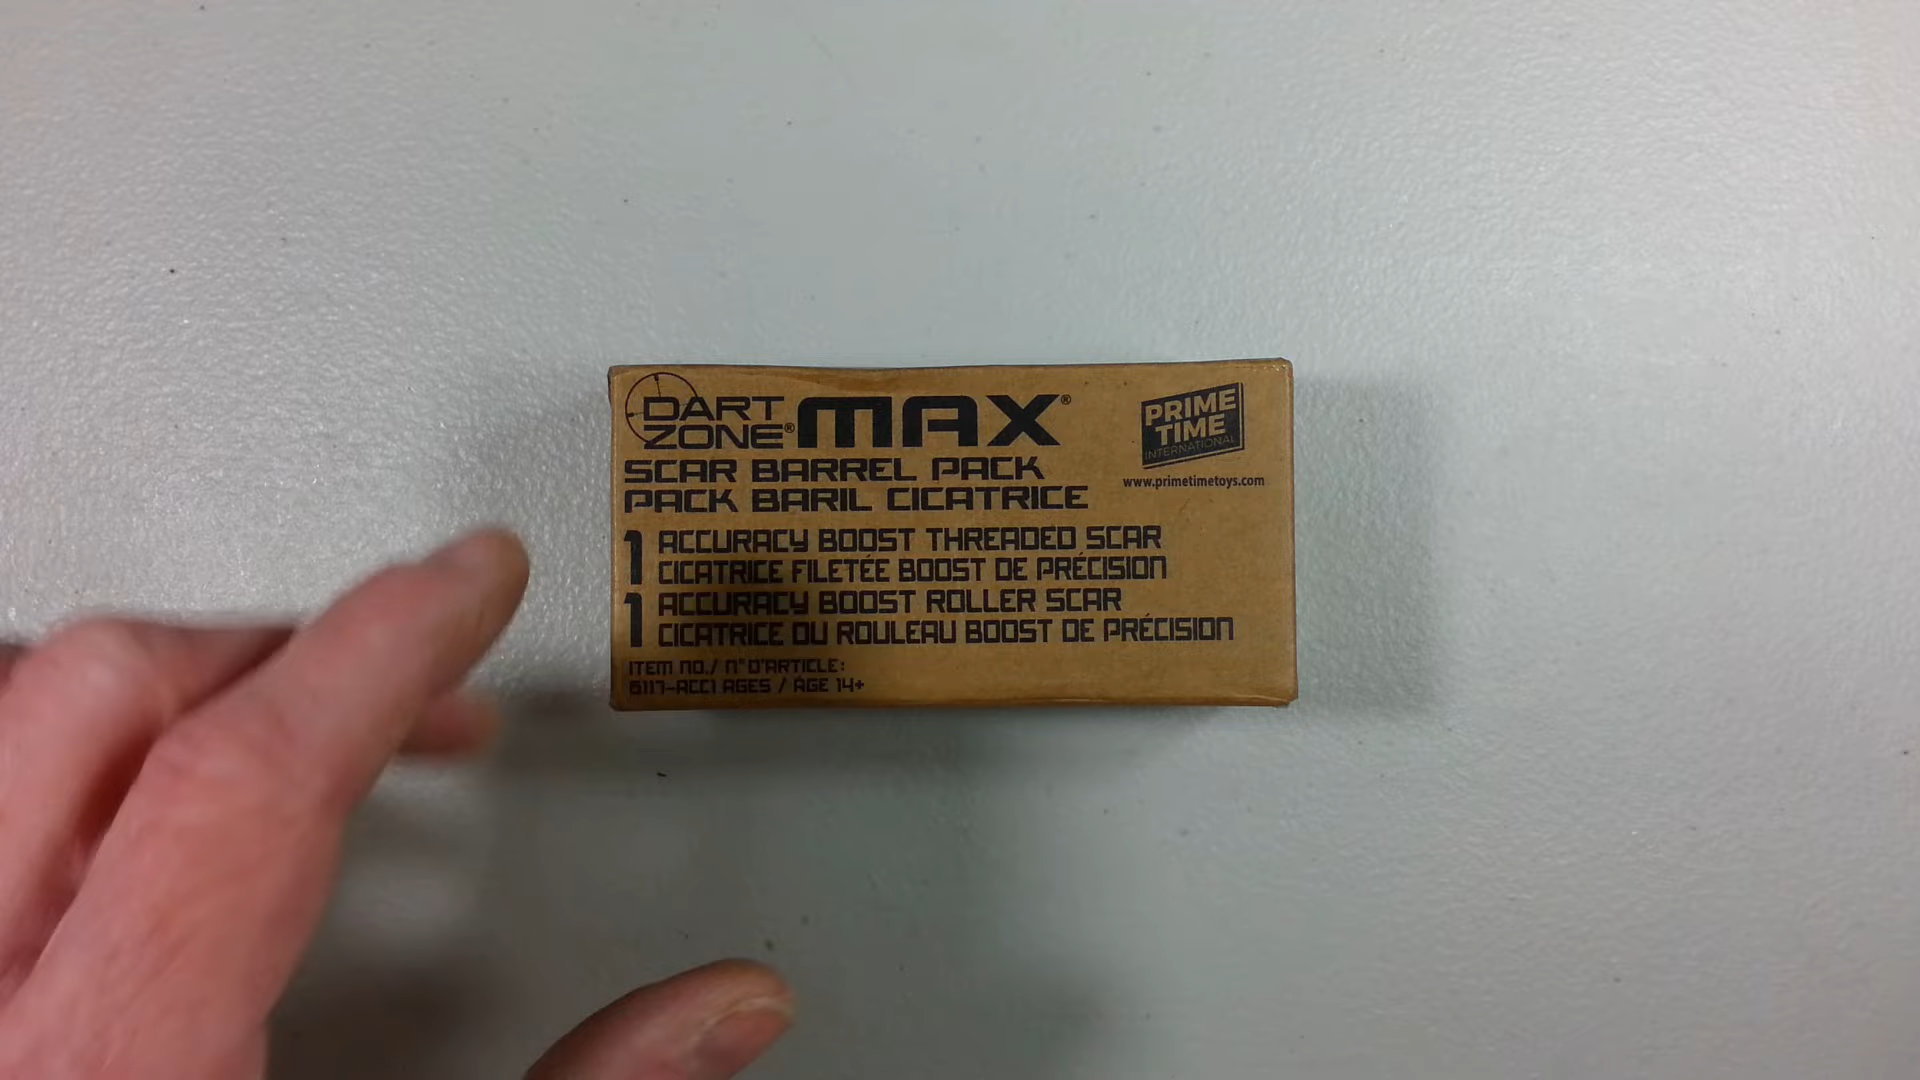 DART ZONE® MAX®
PRIME TIME INTERNATIONAL
www.primetimetoys.com
SCAR BARREL PACK
PACK BARIL CICATRICE
1 ACCURACY BOOST THREADED SCAR
CICATRICE FILETÉE BOOST DE PRÉCISION
1 ACCURACY BOOST ROLLER SCAR
CICATRICE OU ROULEAU BOOST DE PRÉCISION
ITEM NO./ N° D'ARTICLE:
6117-ACC1 AGES / AGE 14+